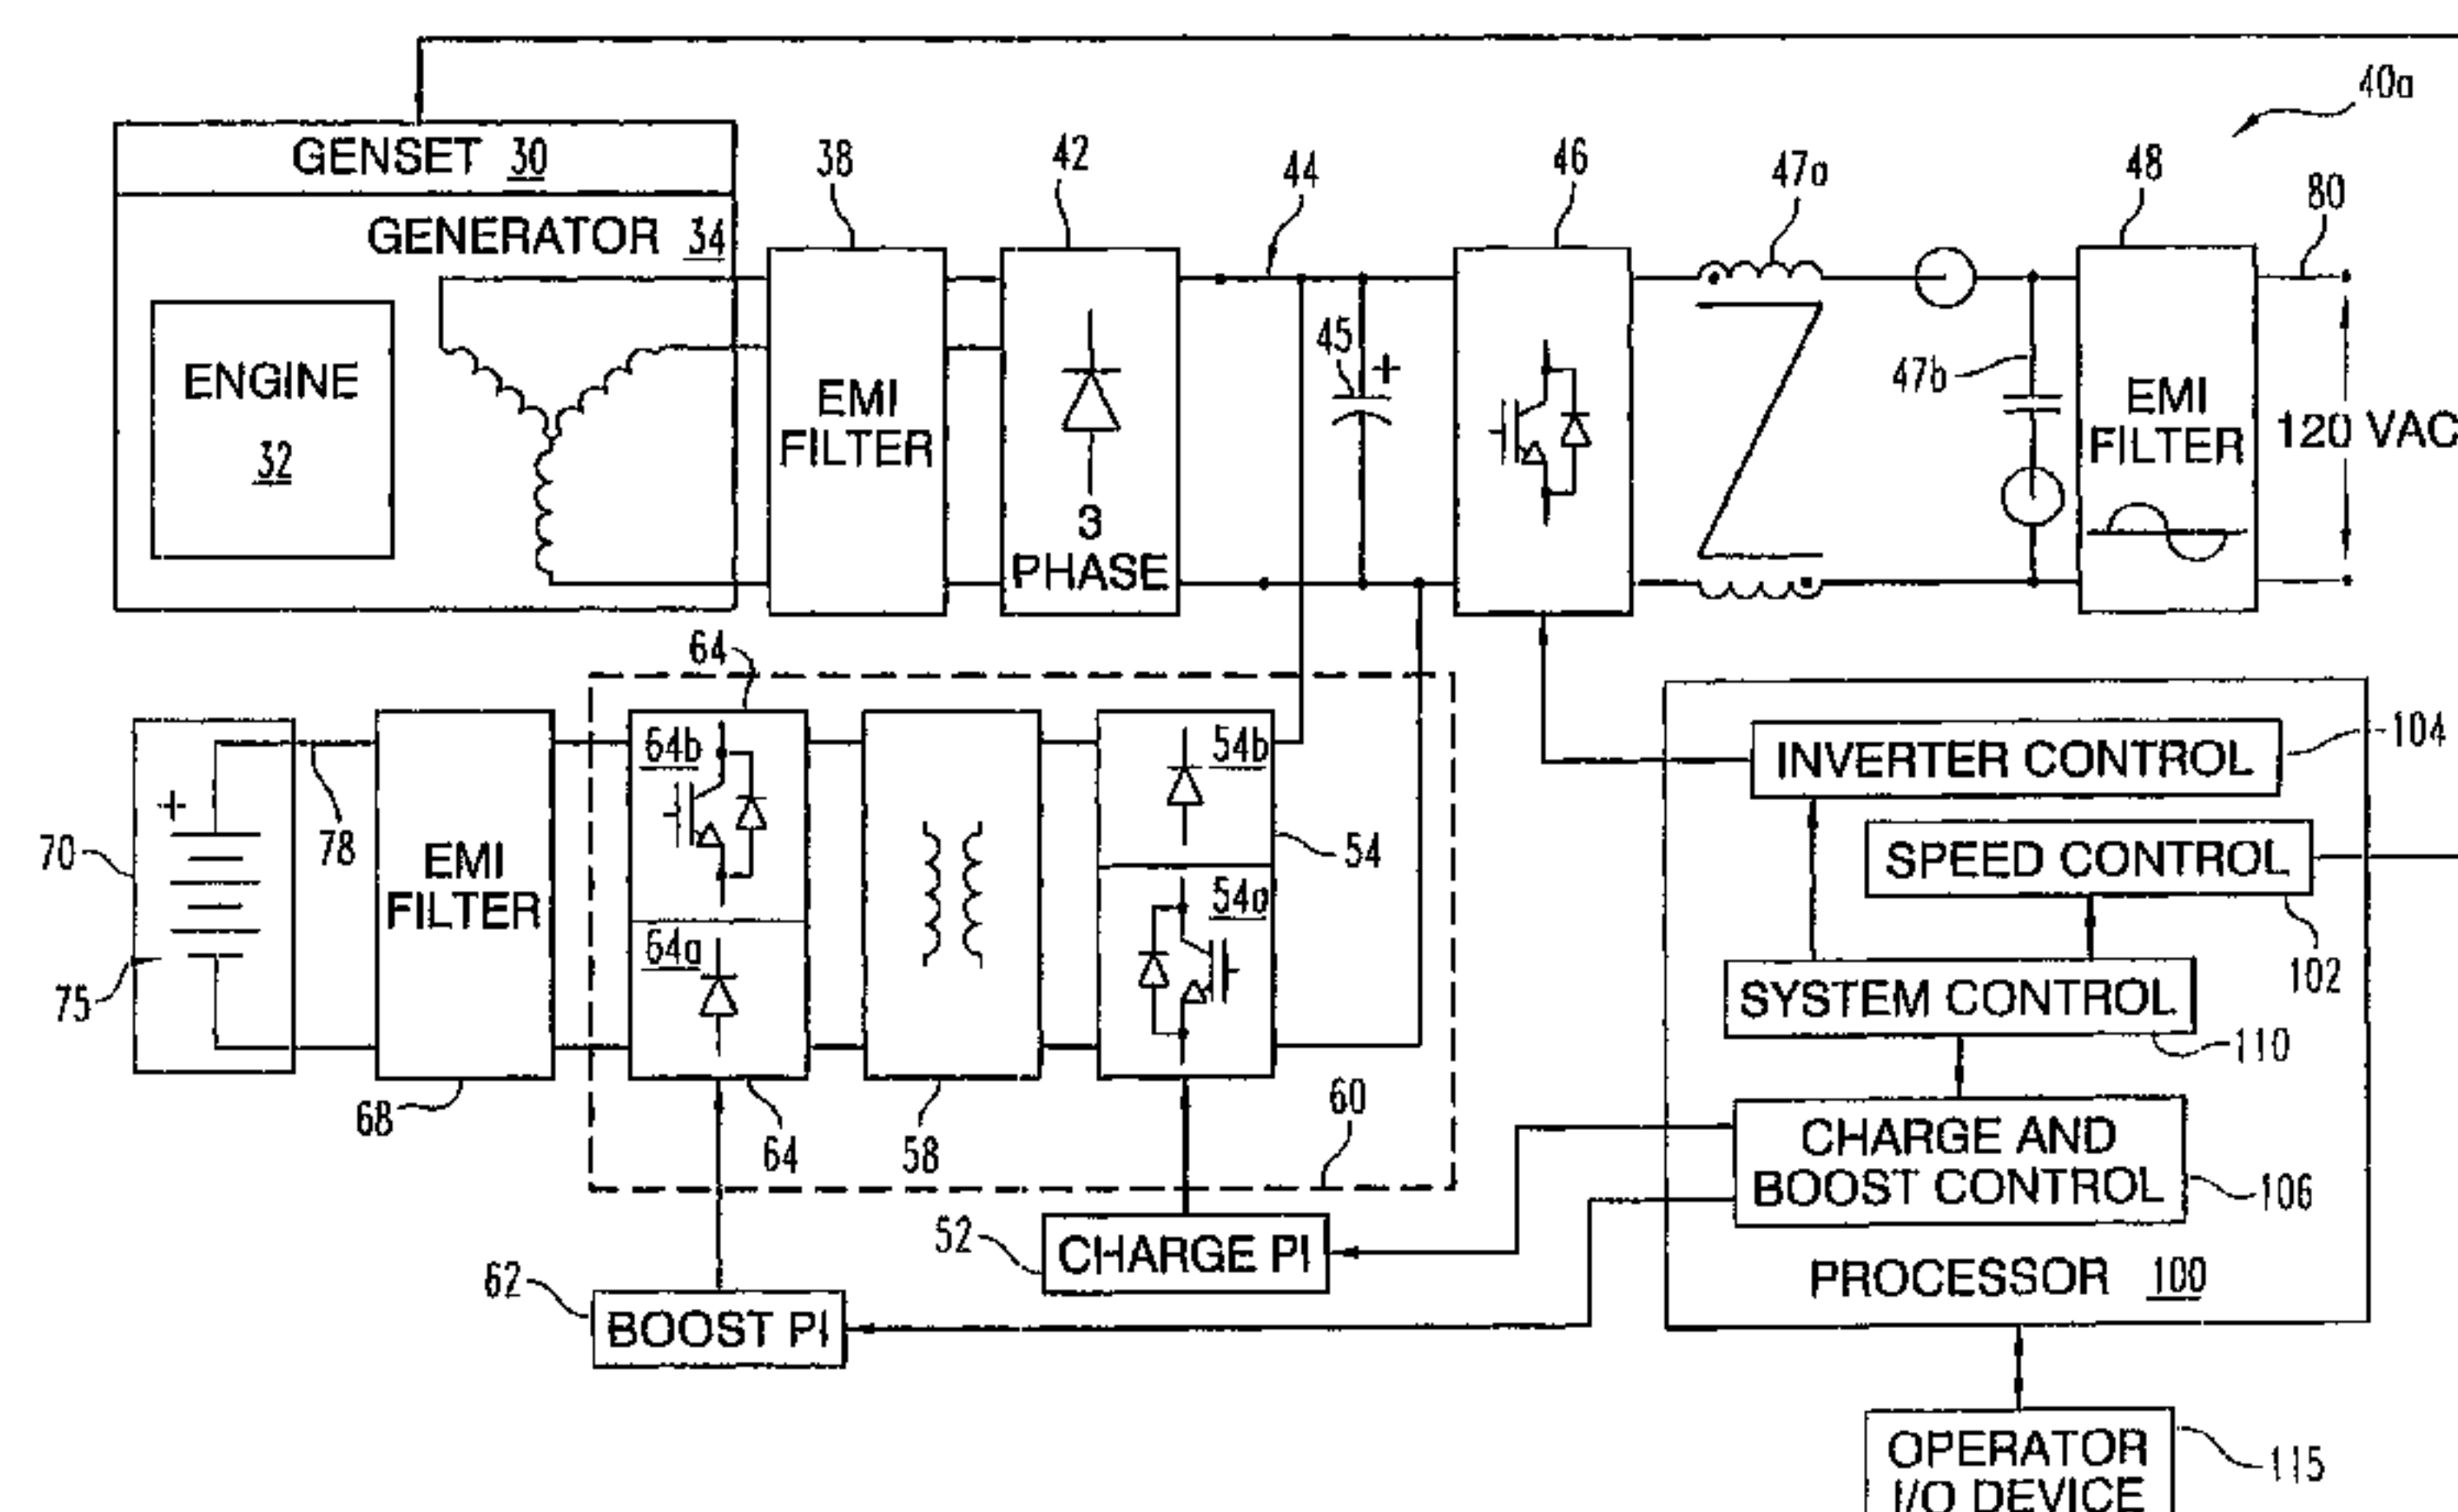 40a
GENSET 30
38
42
44
46
47a
48
80
GENERATOR 34
45
+
ENGINE
32
EMI
FILTER
3
PHASE
47b
EMI
FILTER
120 VAC
64
64b
54b
INVERTER CONTROL
104
+
78
70
EMI
FILTER
54
SPEED CONTROL
64a
54a
102
75
SYSTEM CONTROL
110
68
64
58
60
CHARGE AND
BOOST CONTROL
106
52
CHARGE PI
62
BOOST PI
PROCESSOR 100
OPERATOR
I/O DEVICE
115